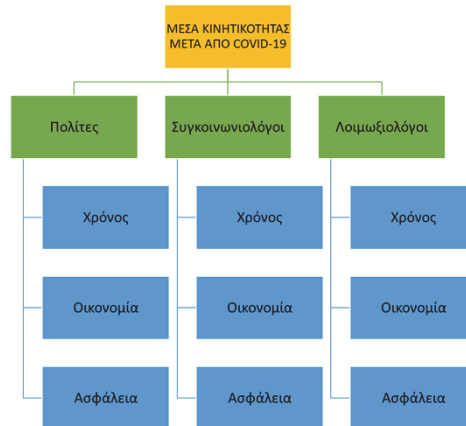 ΜΕΣΑ ΚΙΝΗΤΙΚΟΤΗΤΑΣ
ΜΕΤΑ ΑΠΟ COVID-19
Πολίτες
Συγκοινωνιολόγοι
Λοιμωξιολόγοι
Χρόνος
Χρόνος
Χρόνος
Οικονομία
Οικονομία
Οικονομία
Ασφάλεια
Ασφάλεια
Ασφάλεια